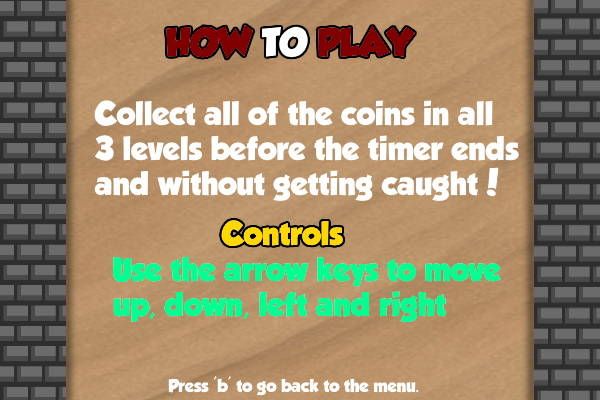 HOW TO PLAY
Collect all of the coins in all
3 levels before the timer ends
and without getting caught!
Controls
Use the arrow keys to move
up, down, left and right
Press 'b' to go back to the menu.